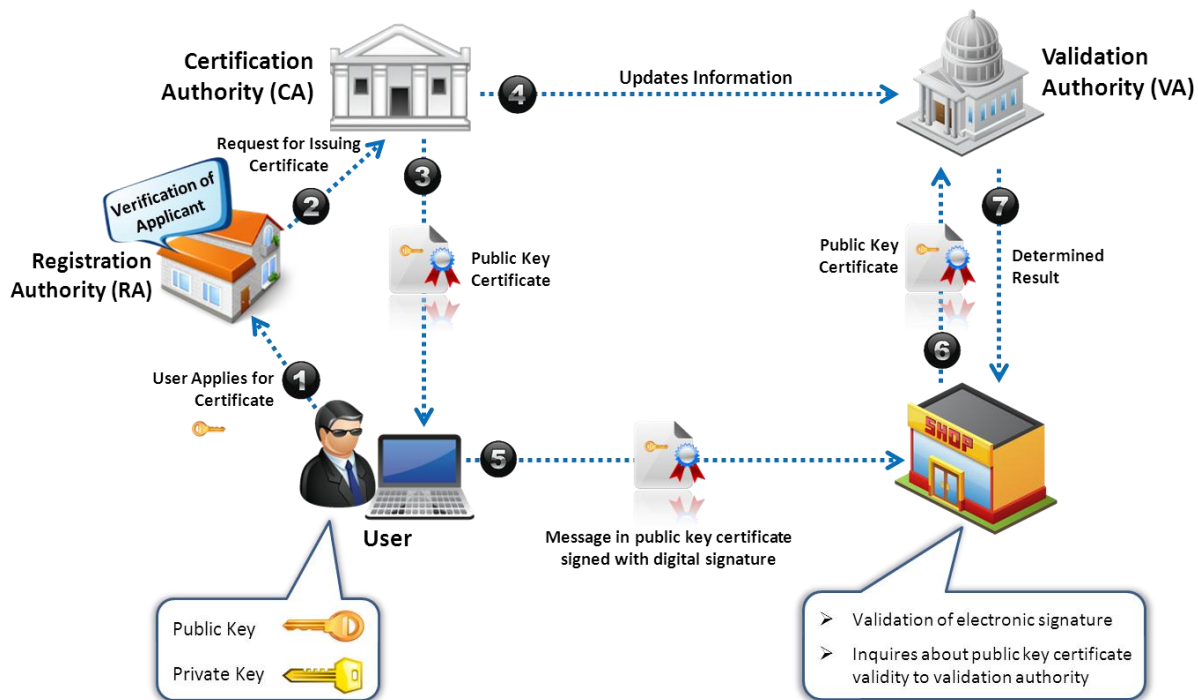 Certification
Authority (CA)
4
Updates Information
Validation
Authority (VA)
Request for Issuing
Certificate
2
3
Verification of
Applicant
Registration
Authority (RA)
Public Key
Certificate
Public Key
Certificate
7
Determined
Result
6
1
User Applies for
Certificate
SHOP
5
User
Message in public key certificate
signed with digital signature
Public Key
Private Key
➢ Validation of electronic signature
➢ Inquires about public key certificate
validity to validation authority